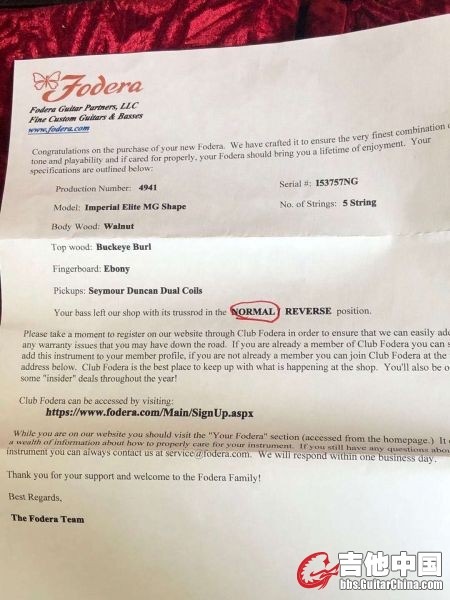 Fodera
Fodera Guitar Partners, LLC
Fine Custom Guitars & Basses
www.fodera.com
Congratulations on the purchase of your new Fodera. We have crafted it to ensure the very finest combination
tone and playability and if cared for properly, your Fodera should bring you a lifetime of enjoyment. Your
specifications are outlined below:
Production Number: 4941 Serial #: I53757NG
Model: Imperial Elite MG Shape No. of Strings: 5 String
Body Wood: Walnut
Top wood: Buckeye Burl
Fingerboard: Ebony
Pickups: Seymour Duncan Dual Coils
Your bass left our shop with its trussrod in the NORMAL / REVERSE position.
Please take a moment to register on our website through Club Fodera in order to ensure that we can easily
any warranty issues that you may have down the road. If you are already a member of Club Fodera you can
add this instrument to your member profile, if you are not already a member you can join Club Fodera at the
address below. Club Fodera is the best place to keep up with what is happening at the shop. You'll also be
some "insider" deals throughout the year!
Club Fodera can be accessed by visiting:
https://www.fodera.com/Main/SignUp.aspx
While you are on our website you should visit the "Your Fodera" section (accessed from the homepage.) It
a wealth of information about how to properly care for your instrument. If you still have any questions
instrument you can always contact us at service@fodera.com. We will respond within one business day.
Thank you for your support and welcome to the Fodera Family!
Best Regards,
The Fodera Team
吉他中国
bbs.GuitarChina.com